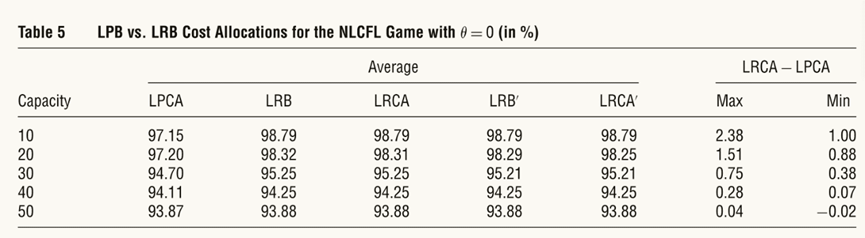 Table 5 LPB vs. LRB Cost Allocations for the NLCFL Game with θ = 0 (in %)
Average LRCA − LPCA
Capacity LPCA LRB LRCA LRB′ LRCA′ Max Min
10 97.15 98.79 98.79 98.79 98.79 2.38 1.00
20 97.20 98.32 98.31 98.29 98.25 1.51 0.88
30 94.70 95.25 95.25 95.21 95.21 0.75 0.38
40 94.11 94.25 94.25 94.25 94.25 0.28 0.07
50 93.87 93.88 93.88 93.88 93.88 0.04 −0.02